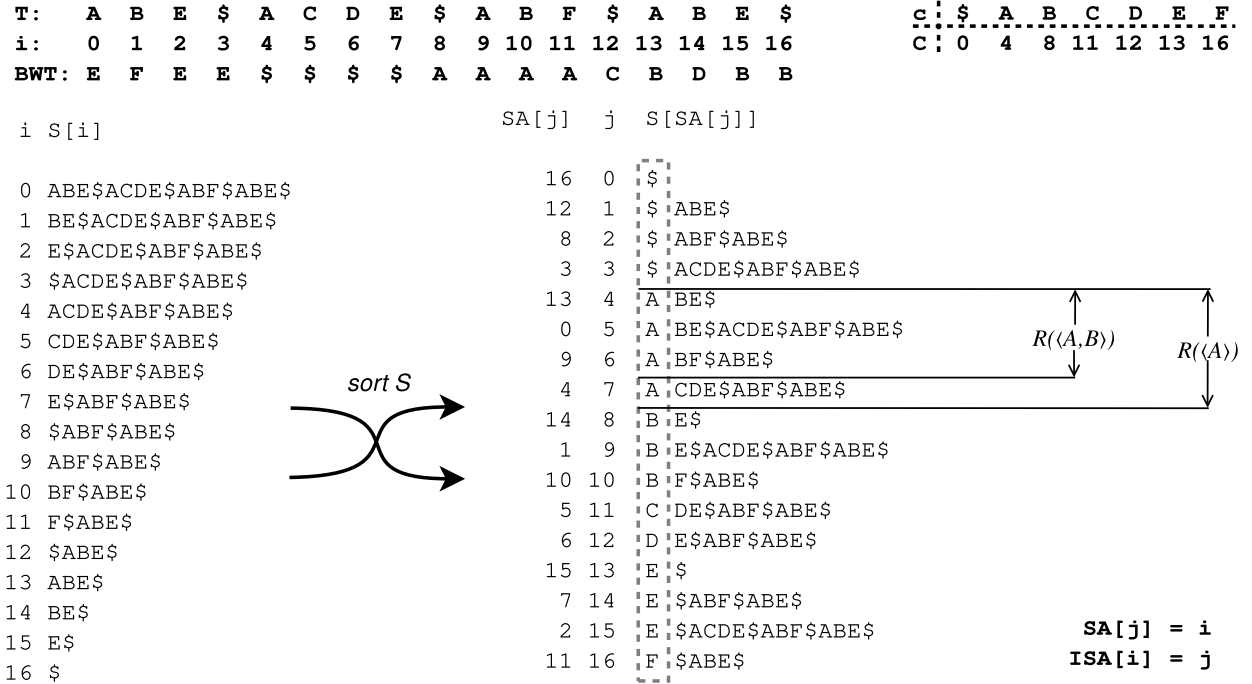 T: A B E $ A C D E $ A B F $ A B E $
c $ A B C D E F
i: 0 1 2 3 4 5 6 7 8 9 10 11 12 13 14 15 16
C 0 4 8 11 12 13 16
BWT: E F E E $ $ $ $ A A A A C B D B B
SA[j] j S[SA[j]]
i S[i]
16 0 $
0 ABE$ACDE$ABF$ABE$
12 1 $ ABE$
1 BE$ACDE$ABF$ABE$
8 2 $ ABF$ABE$
2 E$ACDE$ABF$ABE$
3 3 $ ACDE$ABF$ABE$
3 $ACDE$ABF$ABE$
13 4 A BE$
4 ACDE$ABF$ABE$
0 5 A BE$ACDE$ABF$ABE$
R(⟨A,B⟩)
5 CDE$ABF$ABE$
R(⟨A⟩)
9 6 A BF$ABE$
6 DE$ABF$ABE$
sort S
4 7 A CDE$ABF$ABE$
7 E$ABF$ABE$
14 8 B E$
8 $ABF$ABE$
1 9 B E$ACDE$ABF$ABE$
9 ABF$ABE$
10 10 B F$ABE$
10 BF$ABE$
5 11 C DE$ABF$ABE$
11 F$ABE$
6 12 D E$ABF$ABE$
12 $ABE$
15 13 E $
13 ABE$
7 14 E $ABF$ABE$
14 BE$
2 15 E $ACDE$ABF$ABE$
SA[j] = i
15 E$
11 16 F $ABE$
ISA[i] = j
16 $